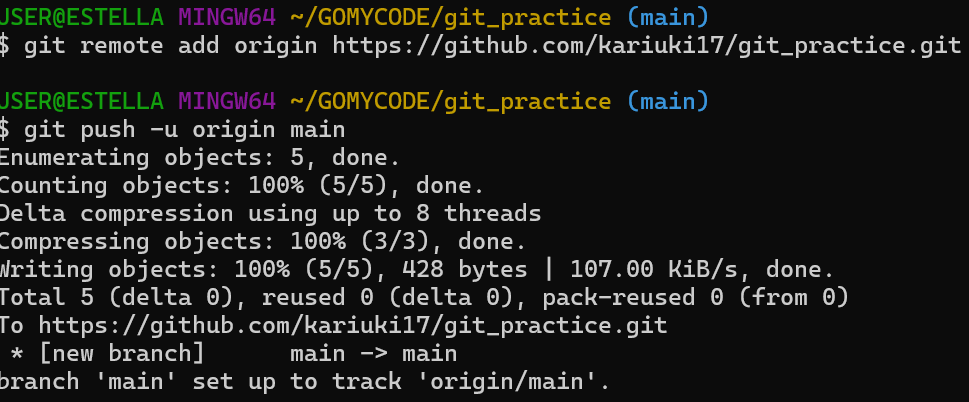 USER@ESTELLA MINGW64 ~/GOMYCODE/git_practice (main)
$ git remote add origin https://github.com/kariuki17/git_practice.git
USER@ESTELLA MINGW64 ~/GOMYCODE/git_practice (main)
$ git push -u origin main
Enumerating objects: 5, done.
Counting objects: 100% (5/5), done.
Delta compression using up to 8 threads
Compressing objects: 100% (3/3), done.
Writing objects: 100% (5/5), 428 bytes | 107.00 KiB/s, done.
Total 5 (delta 0), reused 0 (delta 0), pack-reused 0 (from 0)
To https://github.com/kariuki17/git_practice.git
 * [new branch]      main -> main
branch 'main' set up to track 'origin/main'.